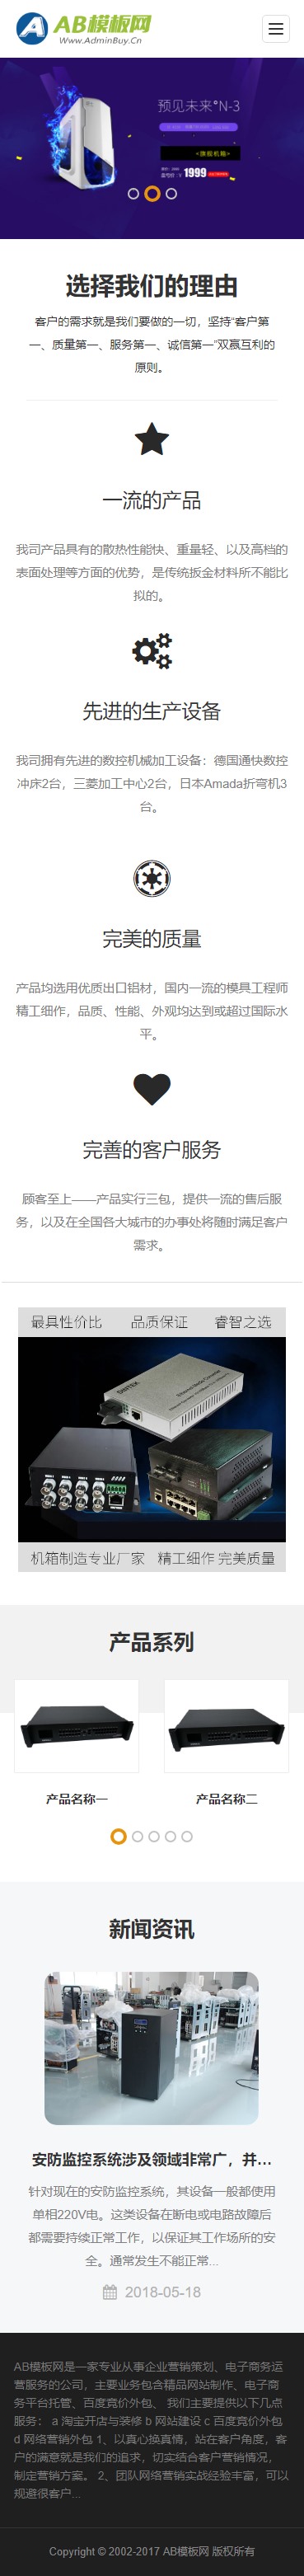 AB模板网
Www.AdminBuy.Cn
预见未来°N-3
<旗舰机箱>
1999
选择我们的理由
客户的需求就是我们要做的一切，坚持“客户第
一、质量第一、服务第一、诚信第一”双赢互利的
原则。
一流的产品
我司产品具有的散热性能快、重量轻、以及高档的
表面处理等方面的优势，是传统扳金材料所不能比
拟的。
先进的生产设备
我司拥有先进的数控机械加工设备：德国通快数控
冲床2台，三菱加工中心2台，日本Amada折弯机3
台。
完美的质量
产品均选用优质出口铝材，国内一流的模具工程师
精工细作，品质、性能、外观均达到或超过国际水
平。
完善的客户服务
顾客至上——产品实行三包，提供一流的售后服
务，以及在全国各大城市的办事处将随时满足客户
需求。
最具性价比 品质保证 睿智之选
机箱制造专业厂家 精工细作 完美质量
产品系列
产品名称一 产品名称二
新闻资讯
安防监控系统涉及领域非常广，并...
针对现在的安防监控系统，其设备一般都使用
单相220V电。这类设备在断电或电路故障后
都需要持续正常工作，以保证其工作场所的安
全。通常发生不能正常...
2018-05-18
AB模板网是一家专业从事企业营销策划、电子商务运
营服务的公司，主要业务包含精品网站制作、电子商
务平台托管、百度竞价外包、 我们主要提供以下几点
服务： a 淘宝开店与装修 b 网站建设 c 百度竞价外包
d 网络营销外包 1、以真心换真情，站在客户角度，客
户的满意就是我们的追求，切实结合客户营销情况，
制定营销方案。 2、团队网络营销实战经验丰富，可以
规避很客户...
Copyright © 2002-2017 AB模板网 版权所有